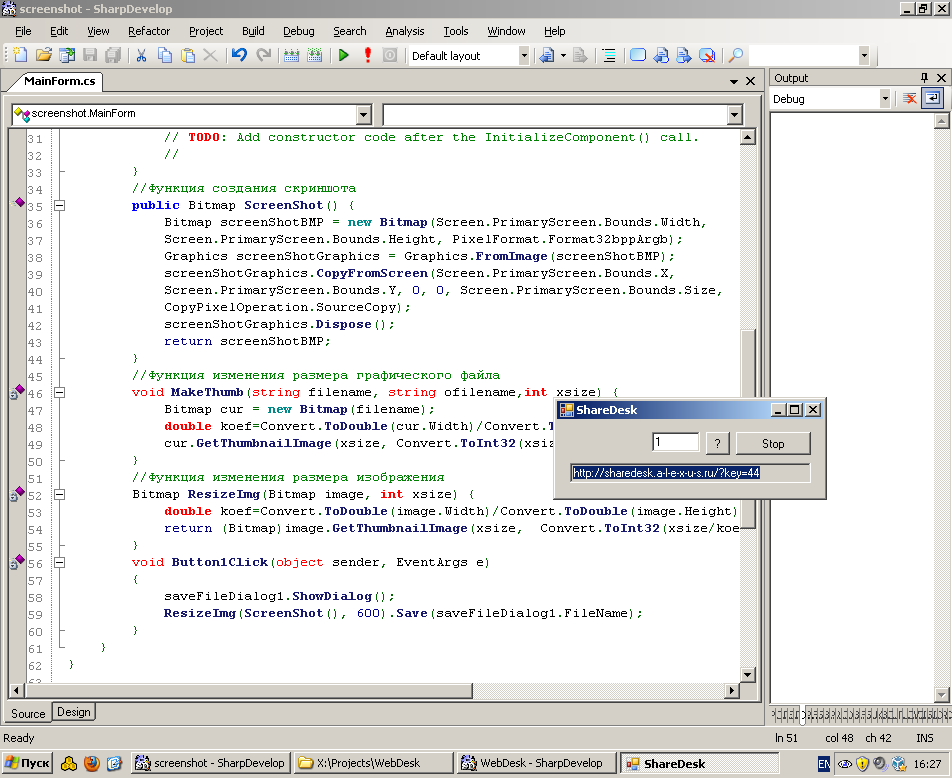 screenshot - SharpDevelop
File Edit View Refactor Project Build Debug Search Analysis Tools Window Help
Default layout
MainForm.cs
Output
screenshot.MainForm
Debug
31 // TODO: Add constructor code after the InitializeComponent() call.
32 //
33 }
34 //Функция создания скриншота
35 public Bitmap ScreenShot() {
36 Bitmap screenShotBMP = new Bitmap(Screen.PrimaryScreen.Bounds.Width,
37 Screen.PrimaryScreen.Bounds.Height, PixelFormat.Format32bppArgb);
38 Graphics screenShotGraphics = Graphics.FromImage(screenShotBMP);
39 screenShotGraphics.CopyFromScreen(Screen.PrimaryScreen.Bounds.X,
40 Screen.PrimaryScreen.Bounds.Y, 0, 0, Screen.PrimaryScreen.Bounds.Size,
41 CopyPixelOperation.SourceCopy);
42 screenShotGraphics.Dispose();
43 return screenShotBMP;
44 }
45 //Функция изменения размера графического файла
46 void MakeThumb(string filename, string ofilename,int xsize) {
47 Bitmap cur = new Bitmap(filename);
48 double koef=Convert.ToDouble(cur.Width)/Convert.
49 cur.GetThumbnailImage(xsize, Convert.ToInt32(xsiz
50 }
51 //Функция изменения размера изображения
52 Bitmap ResizeImg(Bitmap image, int xsize) {
53 double koef=Convert.ToDouble(image.Width)/Convert.ToDouble(image.Height)
54 return (Bitmap)image.GetThumbnailImage(xsize, Convert.ToInt32(xsize/koe
55 }
56 void Button1Click(object sender, EventArgs e)
57 {
58 saveFileDialog1.ShowDialog();
59 ResizeImg(ScreenShot(), 600).Save(saveFileDialog1.FileName);
60 }
61 }
62 }
ShareDesk
1 ? Stop
http://sharedesk.a-l-e-x-u-s.ru/?key=44
Source Design
Ready ln 51 col 48 ch 42 INS
Пуск screenshot - SharpDevelop X:\Projects\WebDesk WebDesk - SharpDevelop ShareDesk EN 16:27